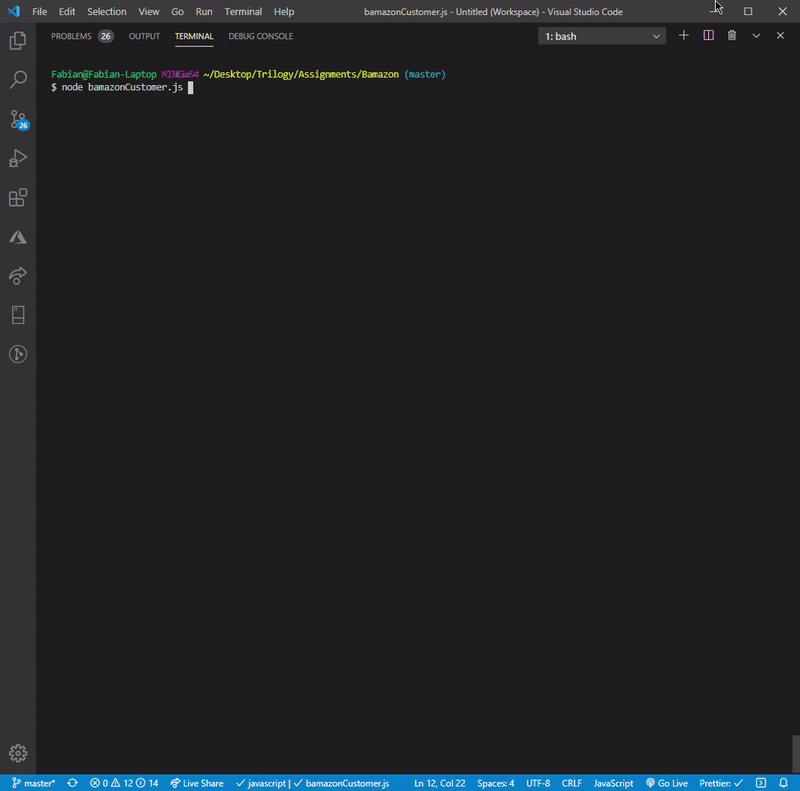 File Edit Selection View Go Run Terminal Help bamazonCustomer.js - Untitled (Workspace) - Visual Studio Code
PROBLEMS 26 OUTPUT TERMINAL DEBUG CONSOLE 1: bash
Fabian@Fabian-Laptop MINGW64 ~/Desktop/Trilogy/Assignments/Bamazon (master)
$ node bamazonCustomer.js
26
master* 0 12 14 Live Share javascript | bamazonCustomer.js Ln 12, Col 22 Spaces: 4 UTF-8 CRLF JavaScript Go Live Prettier: